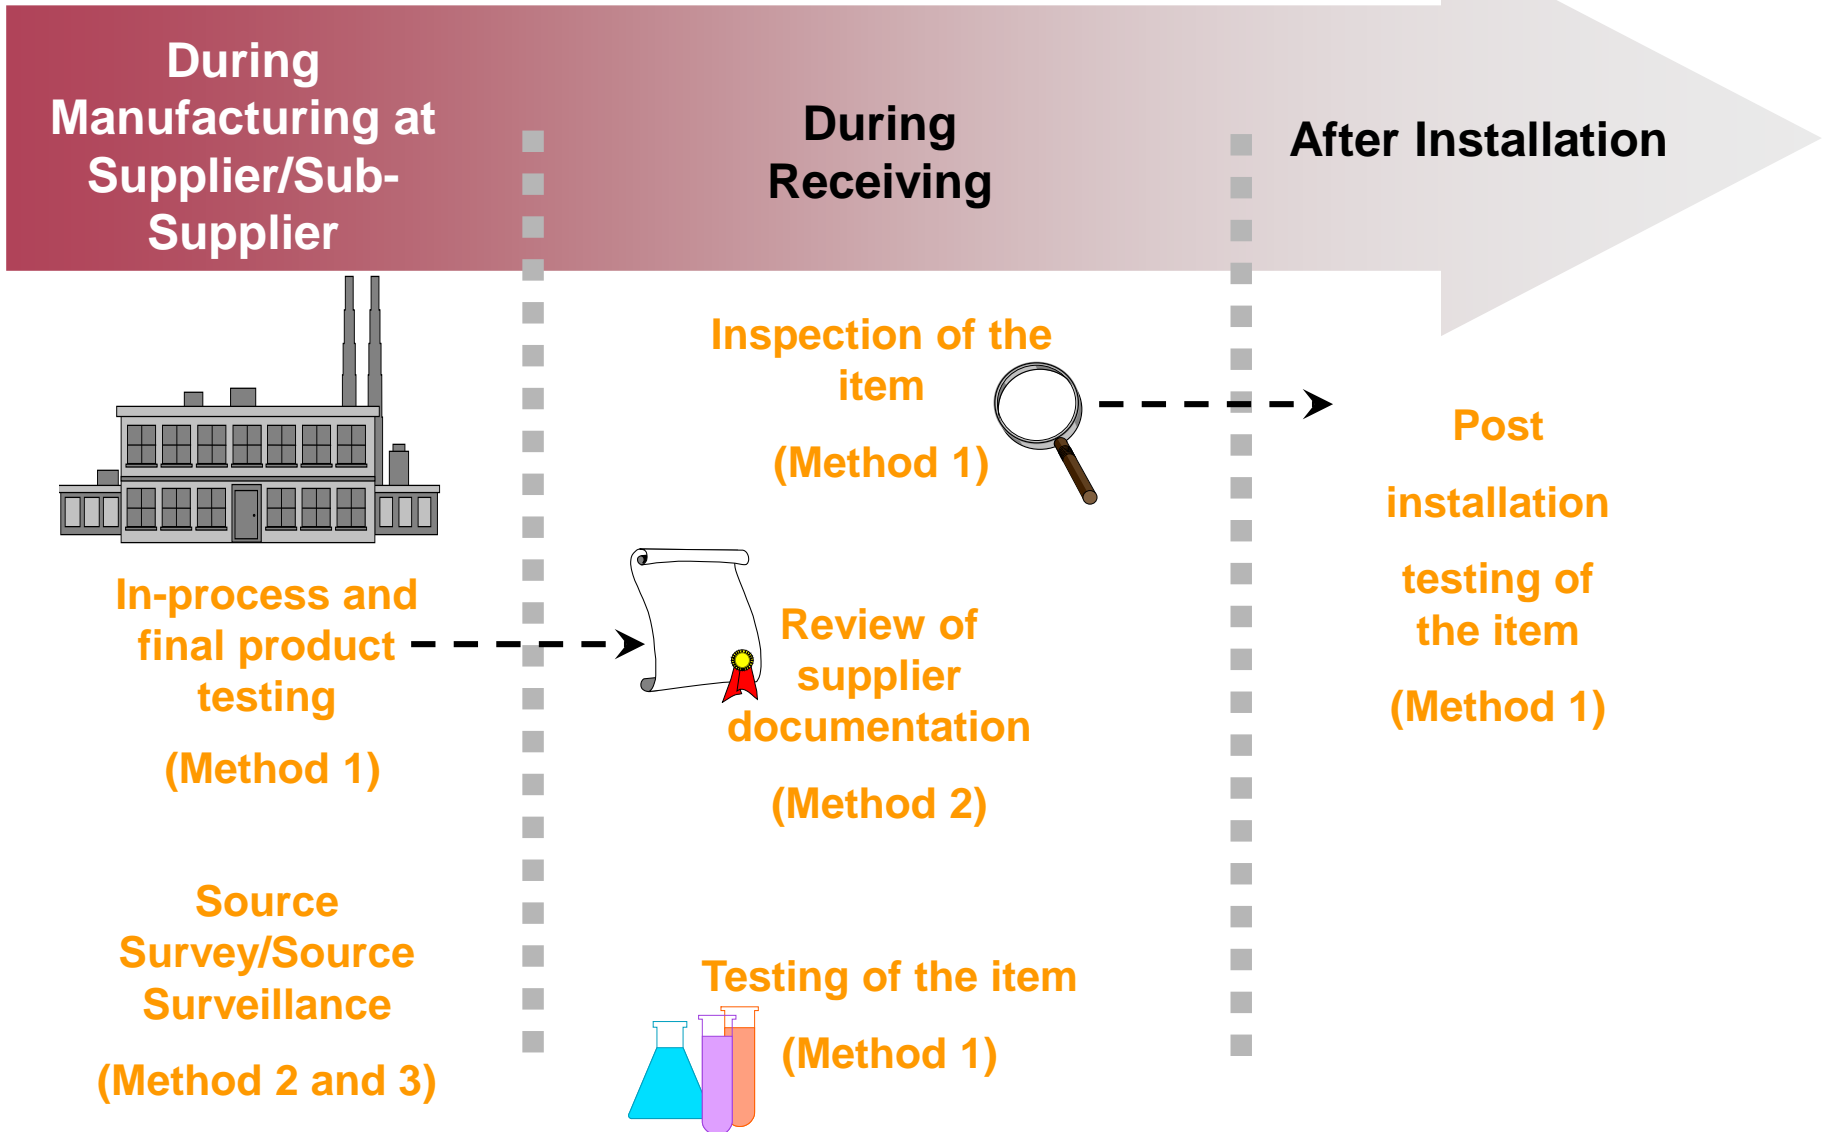 During
Manufacturing at
Supplier/Sub-
Supplier
During
Receiving
After Installation
In-process and
final product
testing
(Method 1)
Source
Survey/Source
Surveillance
(Method 2 and 3)
Inspection of the
item
(Method 1)
Review of
supplier
documentation
(Method 2)
Testing of the item
(Method 1)
Post
installation
testing of
the item
(Method 1)